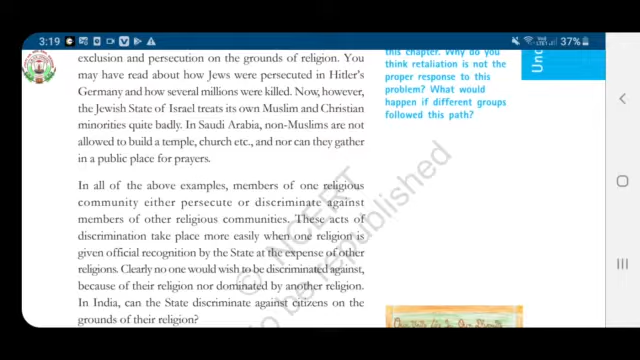 3:19
37%
exclusion and persecution on the grounds of religion. You
may have read about how Jews were persecuted in Hitler's
Germany and how several millions were killed. Now, however,
the Jewish State of Israel treats its own Muslim and Christian
minorities quite badly. In Saudi Arabia, non-Muslims are not
allowed to build a temple, church etc., and nor can they gather
in a public place for prayers.
In all of the above examples, members of one religious
community either persecute or discriminate against
members of other religious communities. These acts of
discrimination take place more easily when one religion is
given official recognition by the State at the expense of other
religions. Clearly no one would wish to be discriminated against,
because of their religion nor dominated by another religion.
In India, can the State discriminate against citizens on the
grounds of their religion?
this chapter. Why do you
think retaliation is not the
proper response to this
problem? What would
happen if different groups
followed this path?
Uni
© NCERT
to be republished